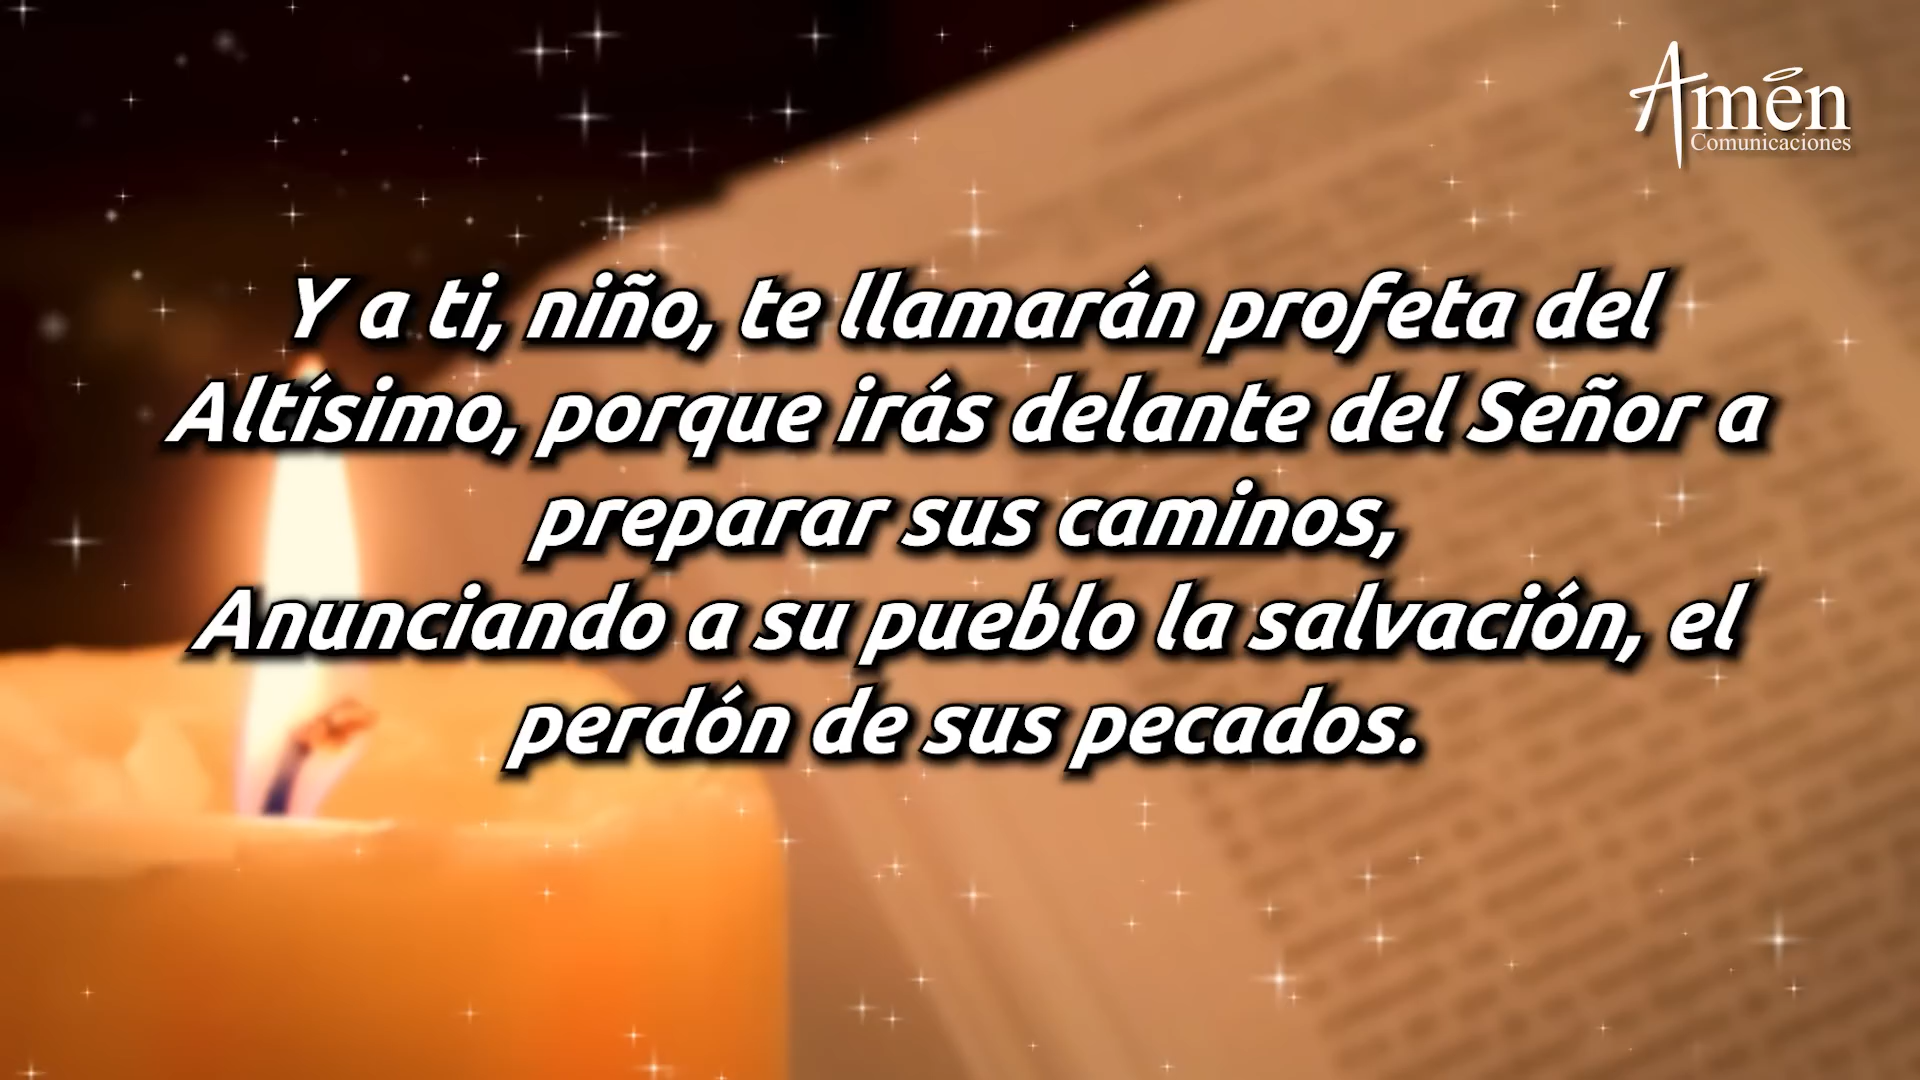 Amén
Comunicaciones
Y a ti, niño, te llamarán profeta del
Altísimo, porque irás delante del Señor a
preparar sus caminos,
Anunciando a su pueblo la salvación, el
perdón de sus pecados.